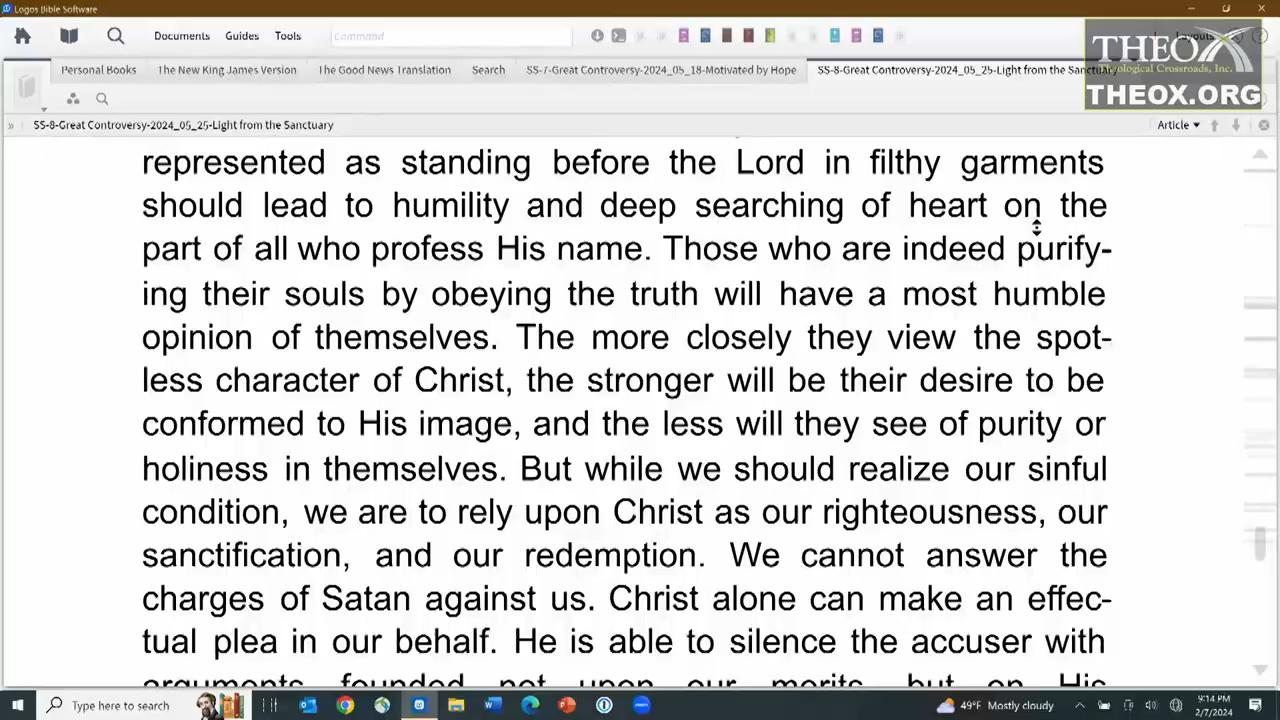 Logos Bible Software
Documents Guides Tools Command
THEOX
Theological Crossroads, Inc.
THEOX.ORG
Personal Books The New King James Version The Good News Translation Search SS-7-Great Controversy-2024_05_18-Motivated by Hope SS-8-Great Controversy-2024_05_25-Light from the Sanctuary
SS-8-Great Controversy-2024_05_25-Light from the Sanctuary Article
represented as standing before the Lord in filthy garments
should lead to humility and deep searching of heart on the
part of all who profess His name. Those who are indeed purify-
ing their souls by obeying the truth will have a most humble
opinion of themselves. The more closely they view the spot-
less character of Christ, the stronger will be their desire to be
conformed to His image, and the less will they see of purity or
holiness in themselves. But while we should realize our sinful
condition, we are to rely upon Christ as our righteousness, our
sanctification, and our redemption. We cannot answer the
charges of Satan against us. Christ alone can make an effec-
tual plea in our behalf. He is able to silence the accuser with
arguments founded not upon our merits, but on His
Type here to search 49°F Mostly cloudy 9:14 PM
2/7/2024